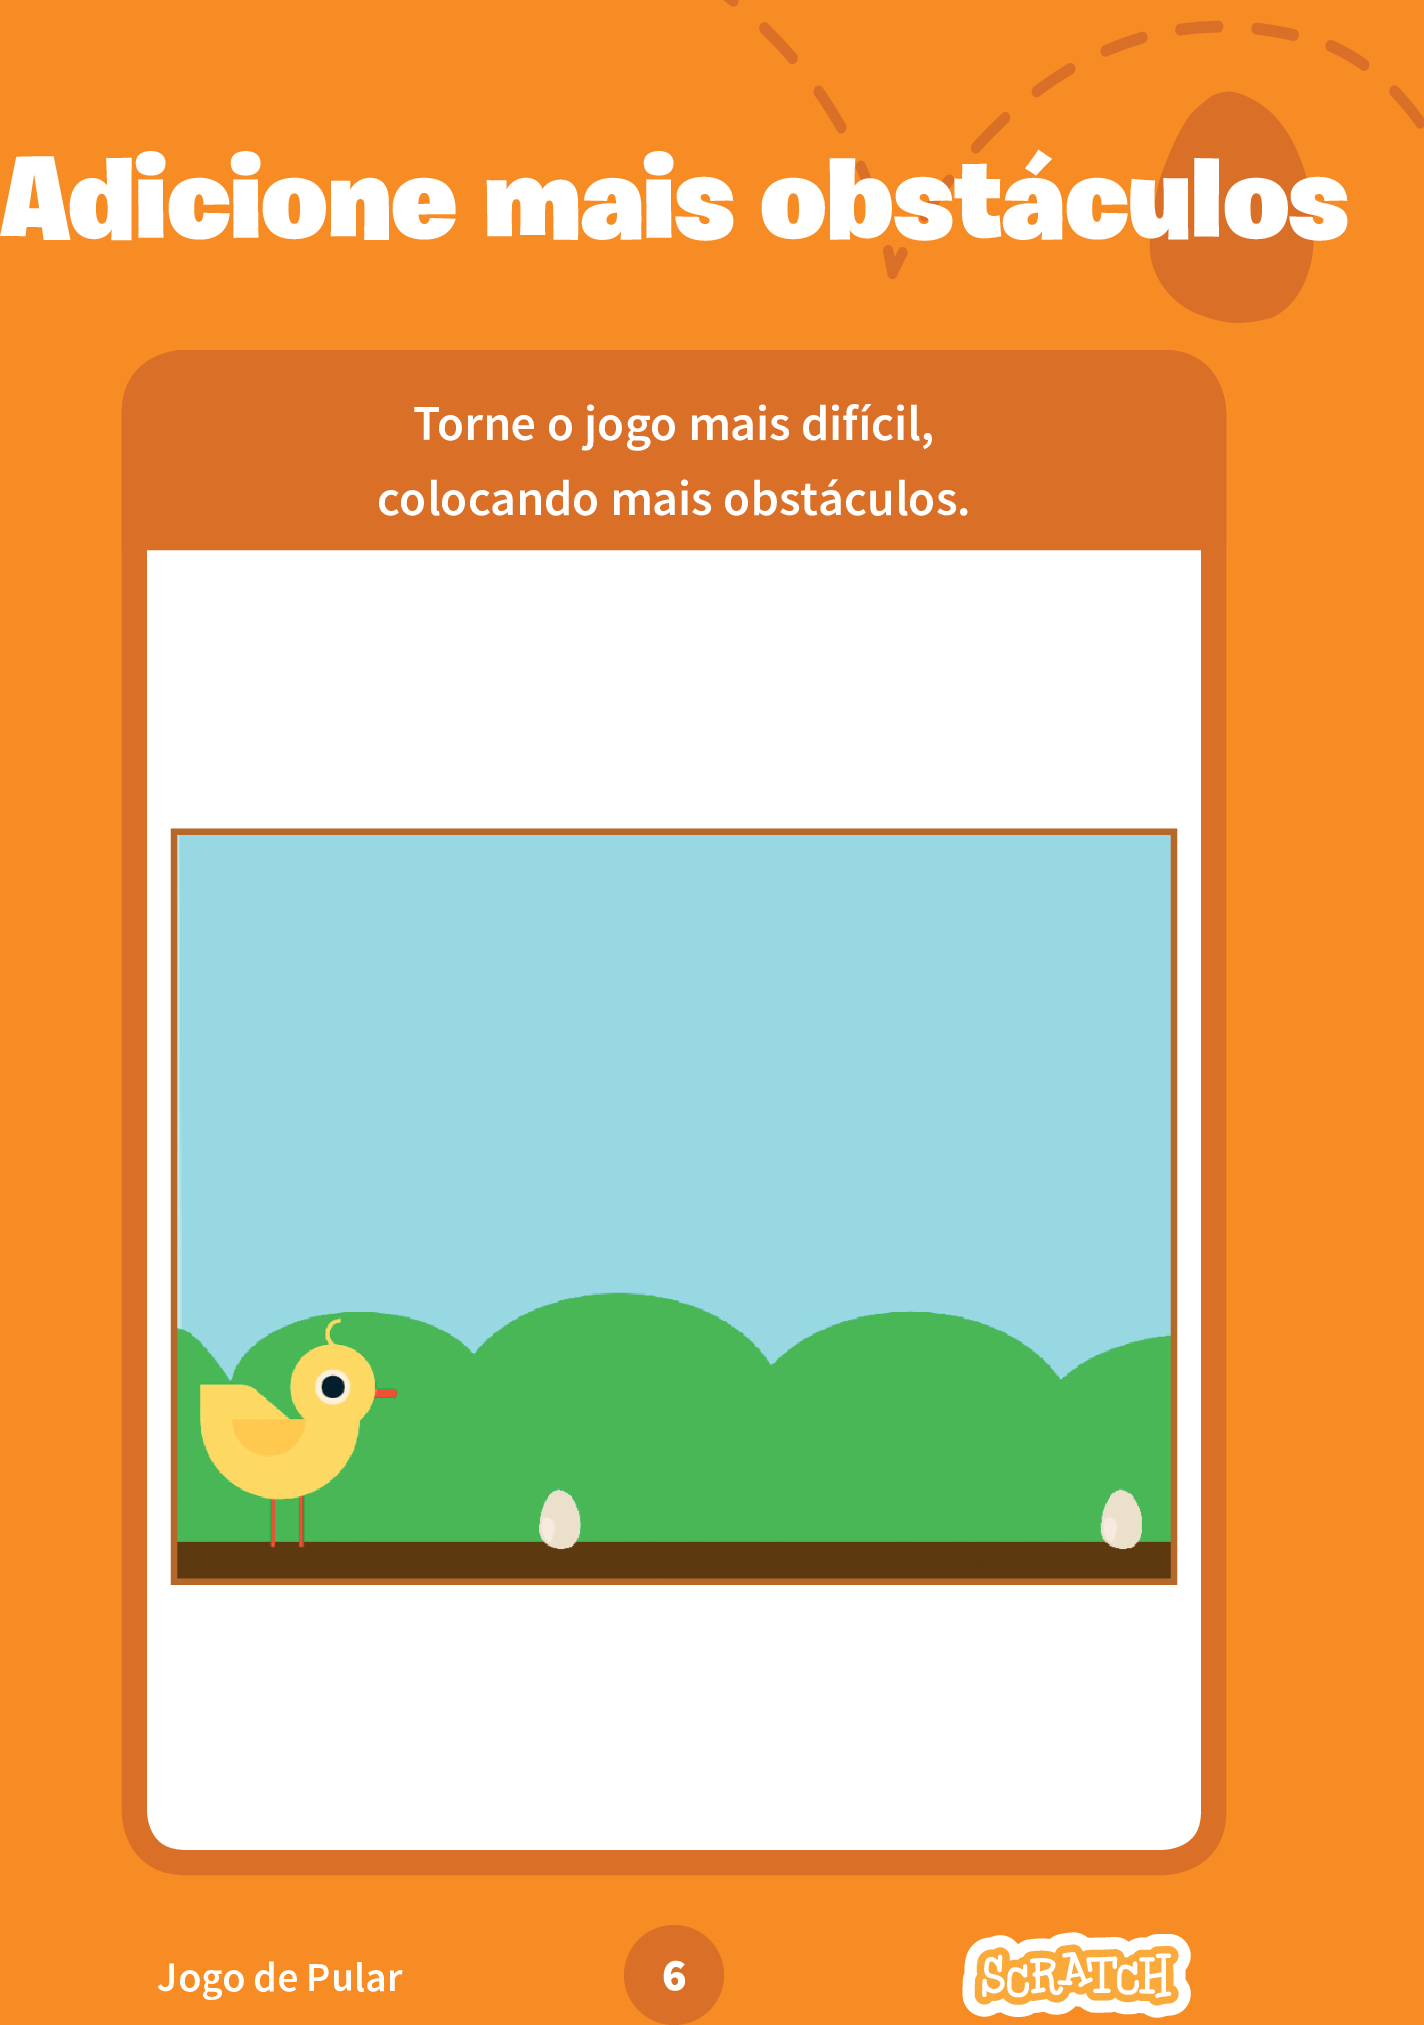 Adicione mais obstáculos
Torne o jogo mais difícil,
colocando mais obstáculos.
Jogo de Pular
6
SCRATCH